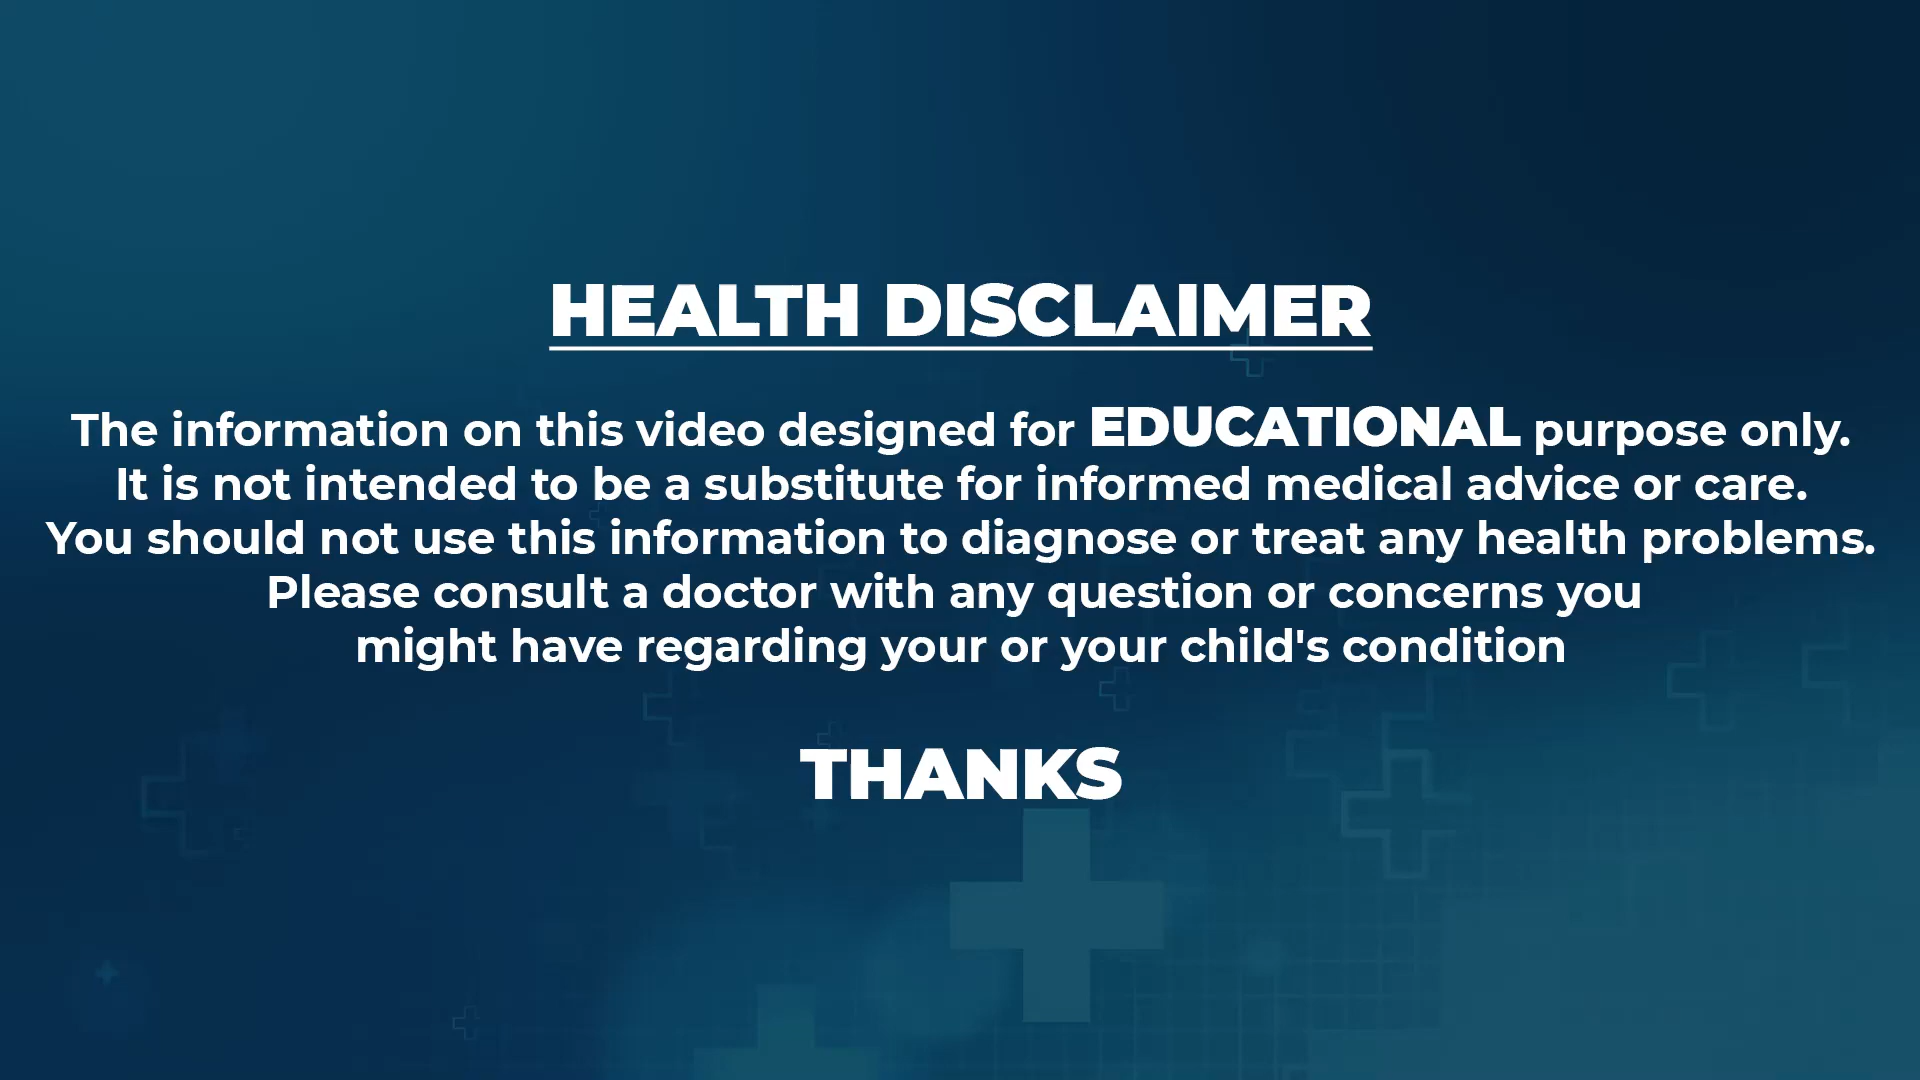 HEALTH DISCLAIMER
The information on this video designed for EDUCATIONAL purpose only.
It is not intended to be a substitute for informed medical advice or care.
You should not use this information to diagnose or treat any health problems.
Please consult a doctor with any question or concerns you
might have regarding your or your child's condition
THANKS